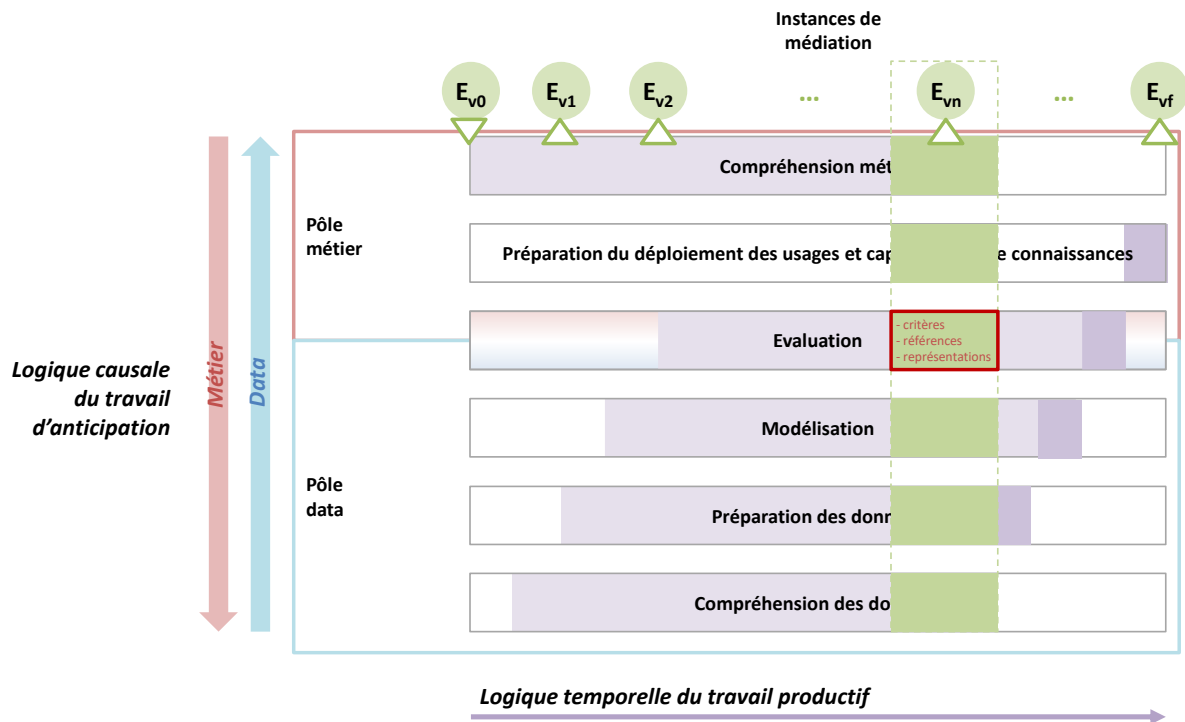 Instances de
médiation
Ev0
Ev1
Ev2
...
Evn
...
Evf
Compréhension mét
Pôle
métier
Préparation du déploiement des usages et cap
e connaissances
Evaluation
- critères
- références
- représentations
Logique causale
du travail
d’anticipation
Métier
Data
Modélisation
Pôle
data
Préparation des donn
Compréhension des do
Logique temporelle du travail productif